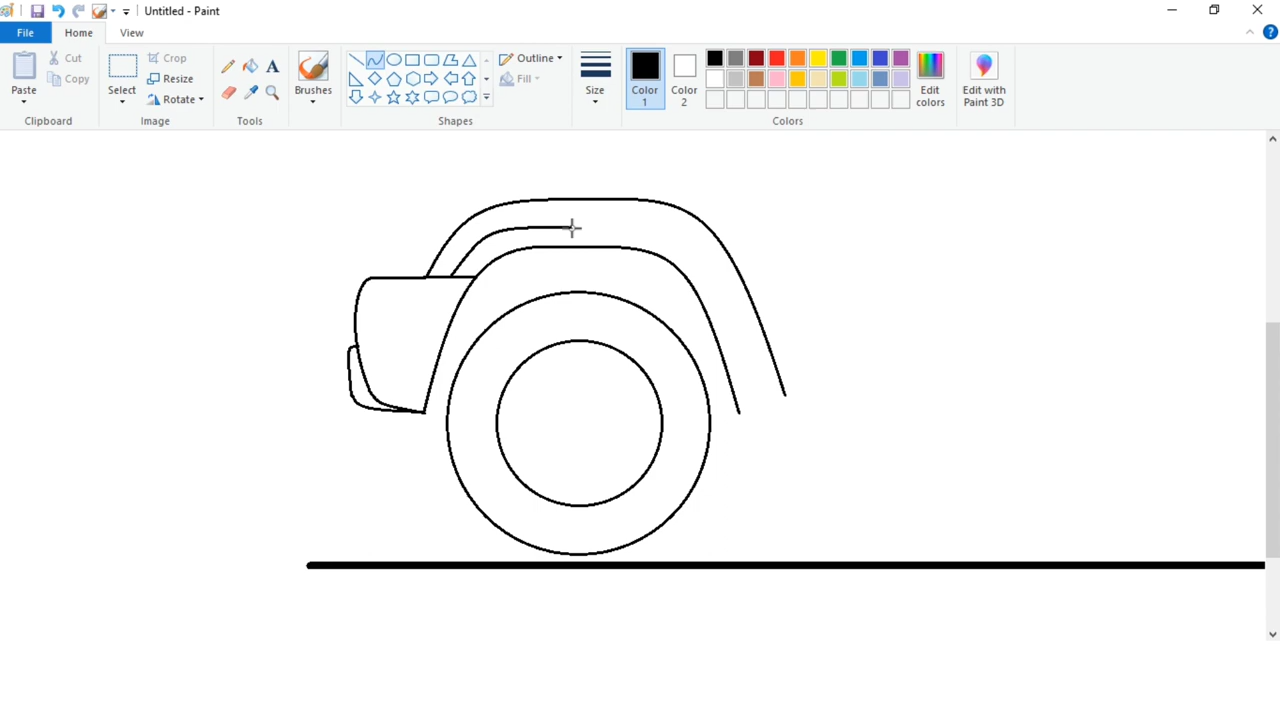 Untitled - Paint
File
Home
View
Paste
Cut
Copy
Clipboard
Select
Crop
Resize
Rotate
Image
A
Tools
Brushes
Outline
Fill
Shapes
Size
Color 1
Color 2
Edit colors
Colors
Edit with Paint 3D
?